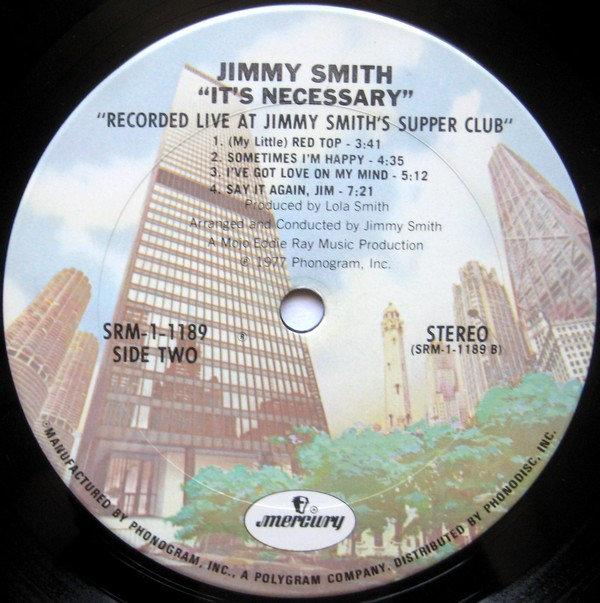 JIMMY SMITH
"IT'S NECESSARY"
"RECORDED LIVE AT JIMMY SMITH'S SUPPER CLUB"
1. (My Little) RED TOP - 3:41
2. SOMETIMES I'M HAPPY - 4:35
3. I'VE GOT LOVE ON MY MIND - 5:12
4. SAY IT AGAIN, JIM - 7:21
Produced by Lola Smith
Arranged and Conducted by Jimmy Smith
A Mojo Eddie Ray Music Production
℗ 1977 Phonogram, Inc.
SRM-1-1189
SIDE TWO
STEREO
(SRM-1-1189 B)
mercury
MANUFACTURED BY PHONOGRAM, INC., A POLYGRAM COMPANY, DISTRIBUTED BY PHONODISC, INC.